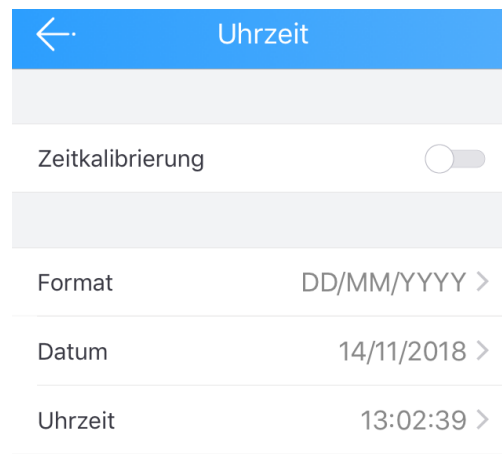 Uhrzeit
Zeitkalibrierung
Format DD/MM/YYYY
Datum 14/11/2018
Uhrzeit 13:02:39